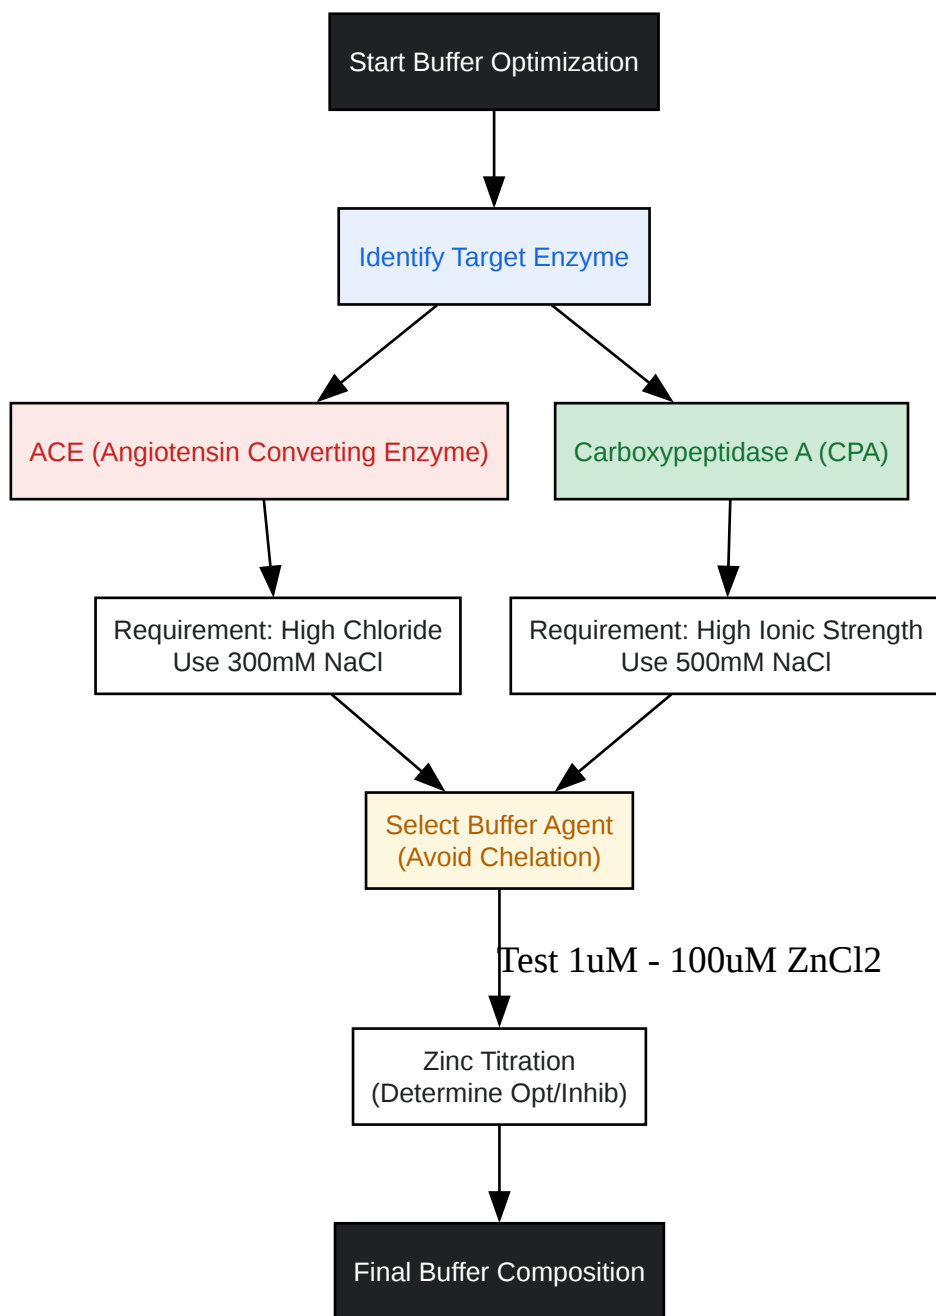 Start Buffer Optimization
Identify Target Enzyme
ACE (Angiotensin Converting Enzyme)
Carboxypeptidase A (CPA)
Requirement: High Chloride
Use 300mM NaCl
Requirement: High Ionic Strength
Use 500mM NaCl
Select Buffer Agent
(Avoid Chelation)
Test 1uM - 100uM ZnCl2
Zinc Titration
(Determine Opt/Inhib)
Final Buffer Composition